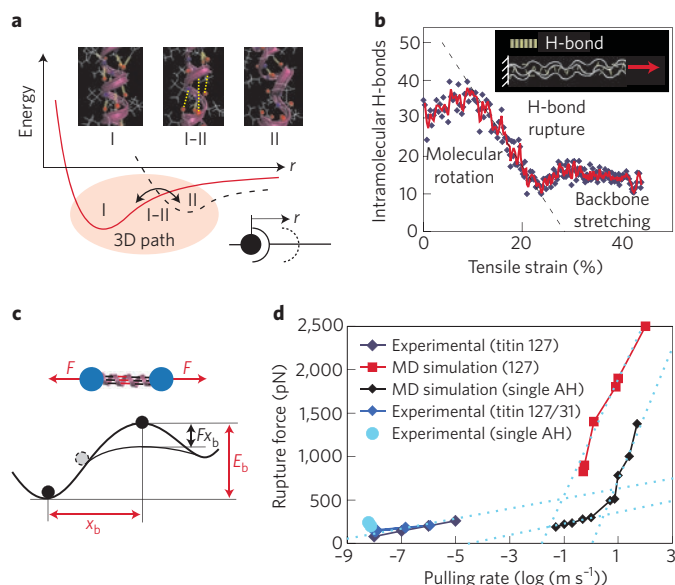 a
Energy
I
I–II
II
r
I
I–II
II
3D path
r
b
Intramolecular H-bonds
50
40
30
20
10
0
H-bond
H-bond
rupture
Molecular
rotation
Backbone
stretching
0
20
40
60
Tensile strain (%)
c
F
F
Fxb
Eb
xb
d
Rupture force (pN)
2,500
2,000
1,500
1,000
500
0
Experimental (titin 127)
MD simulation (127)
MD simulation (single AH)
Experimental (titin 127/31)
Experimental (single AH)
−9
−7
−5
−3
−1
1
3
Pulling rate (log (m s⁻¹))